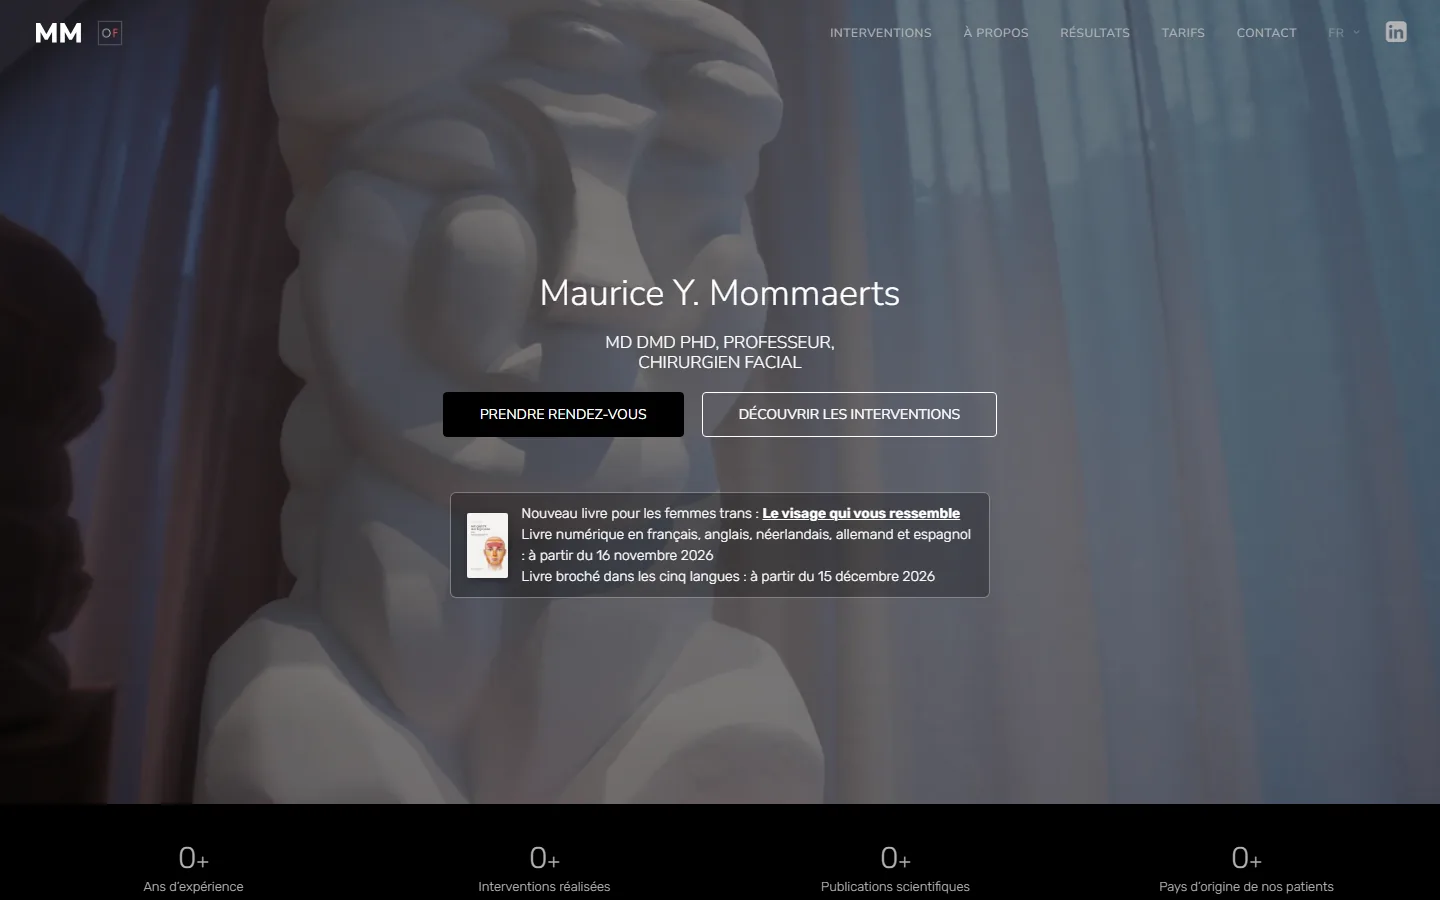 MM OF INTERVENTIONS À PROPOS RÉSULTATS TARIFS CONTACT FR in
Maurice Y. Mommaerts
MD DMD PHD, PROFESSEUR,
CHIRURGIEN FACIAL
PRENDRE RENDEZ-VOUS DÉCOUVRIR LES INTERVENTIONS
Nouveau livre pour les femmes trans : Le visage qui vous ressemble
Livre numérique en français, anglais, néerlandais, allemand et espagnol
: à partir du 16 novembre 2026
Livre broché dans les cinq langues : à partir du 15 décembre 2026
0+ 0+ 0+ 0+
Ans d'expérience Interventions réalisées Publications scientifiques Pays d'origine de nos patients